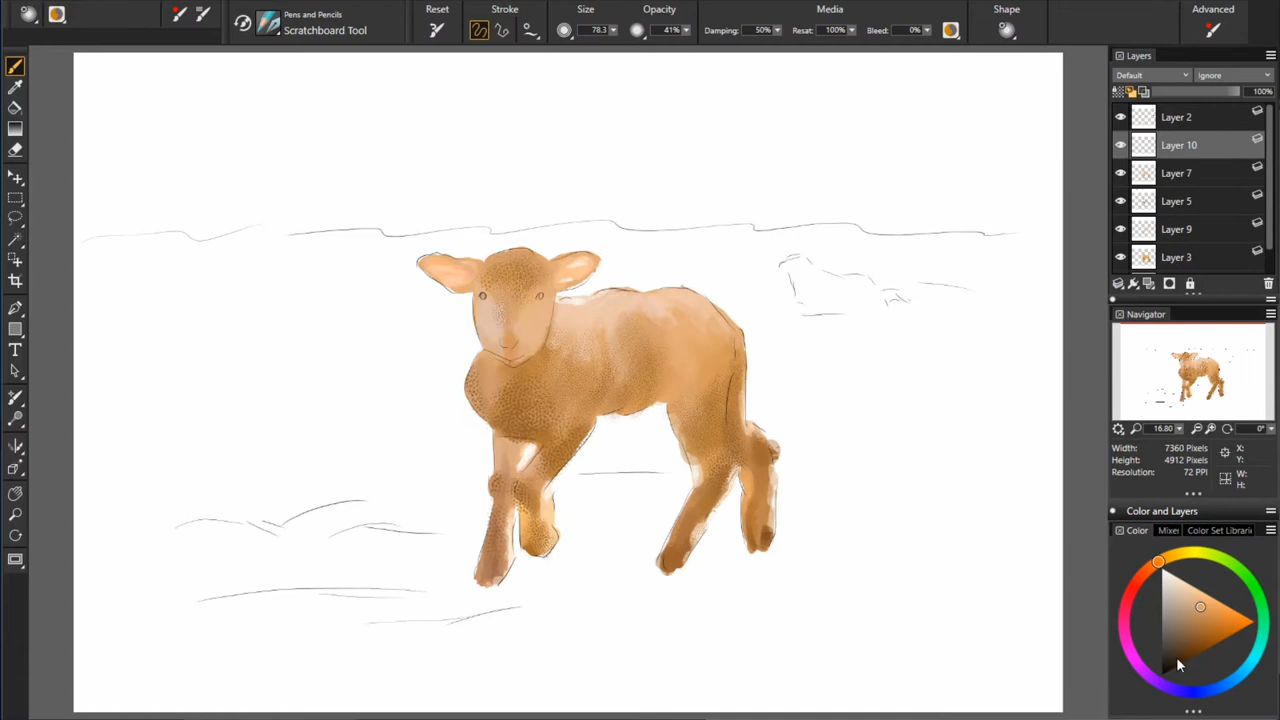 Pens and Pencils
Scratchboard Tool
Reset
Stroke
Size
Opacity
Media
Shape
Advanced
78.3
41%
Damping: 50%
Resat: 100%
Bleed: 0%
Layers
Default
Ignore
100%
Layer 2
Layer 10
Layer 7
Layer 5
Layer 9
Layer 3
Navigator
16.80
0°
Width: 7360 Pixels
Height: 4912 Pixels
Resolution: 72 PPI
X:
Y:
W:
H:
Color and Layers
Color
Mixe
Color Set Librarie